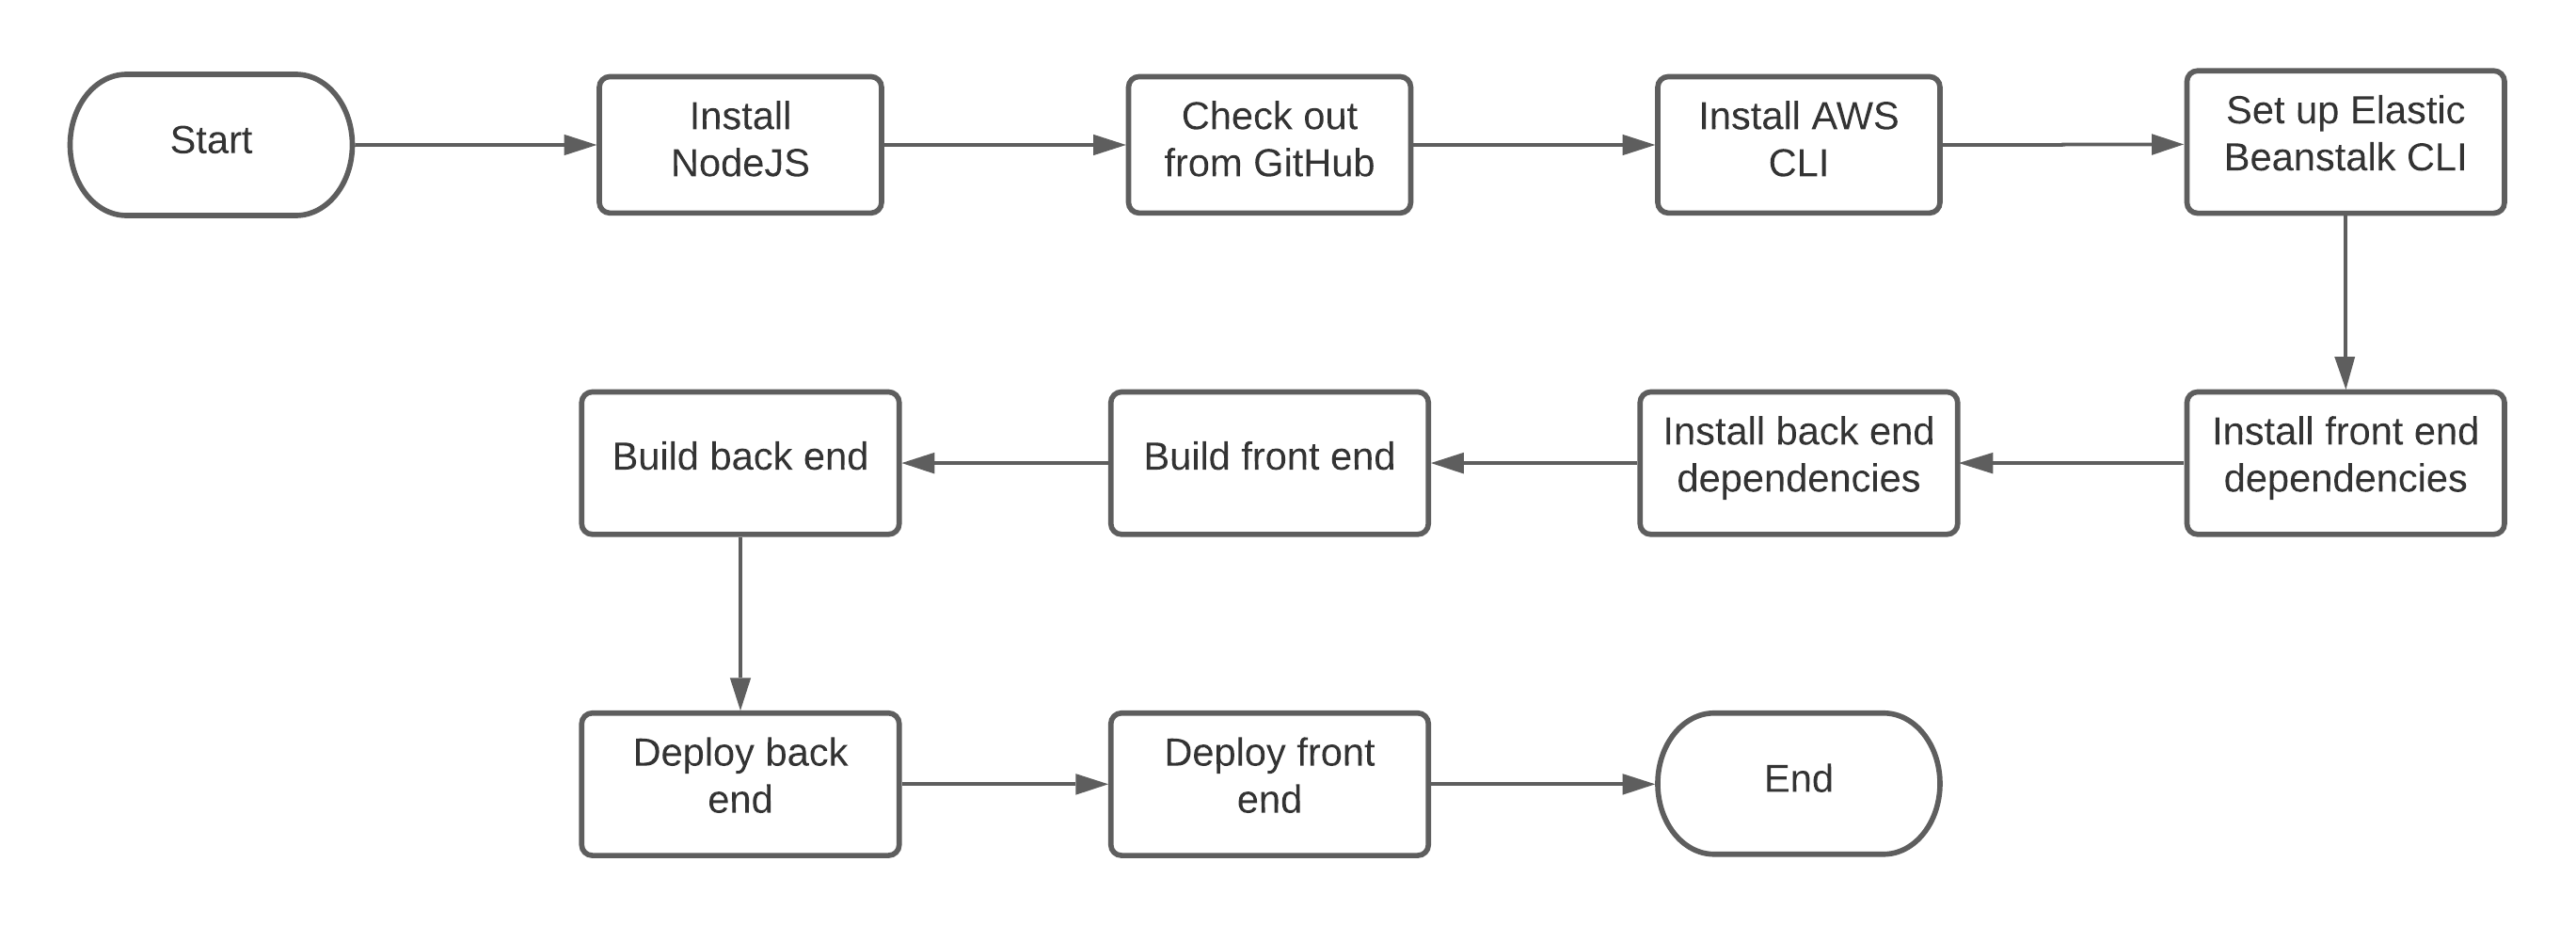 Start
Install
NodeJS
Check out
from GitHub
Install AWS
CLI
Set up Elastic
Beanstalk CLI
Install front end
dependencies
Install back end
dependencies
Build front end
Build back end
Deploy back
end
Deploy front
end
End